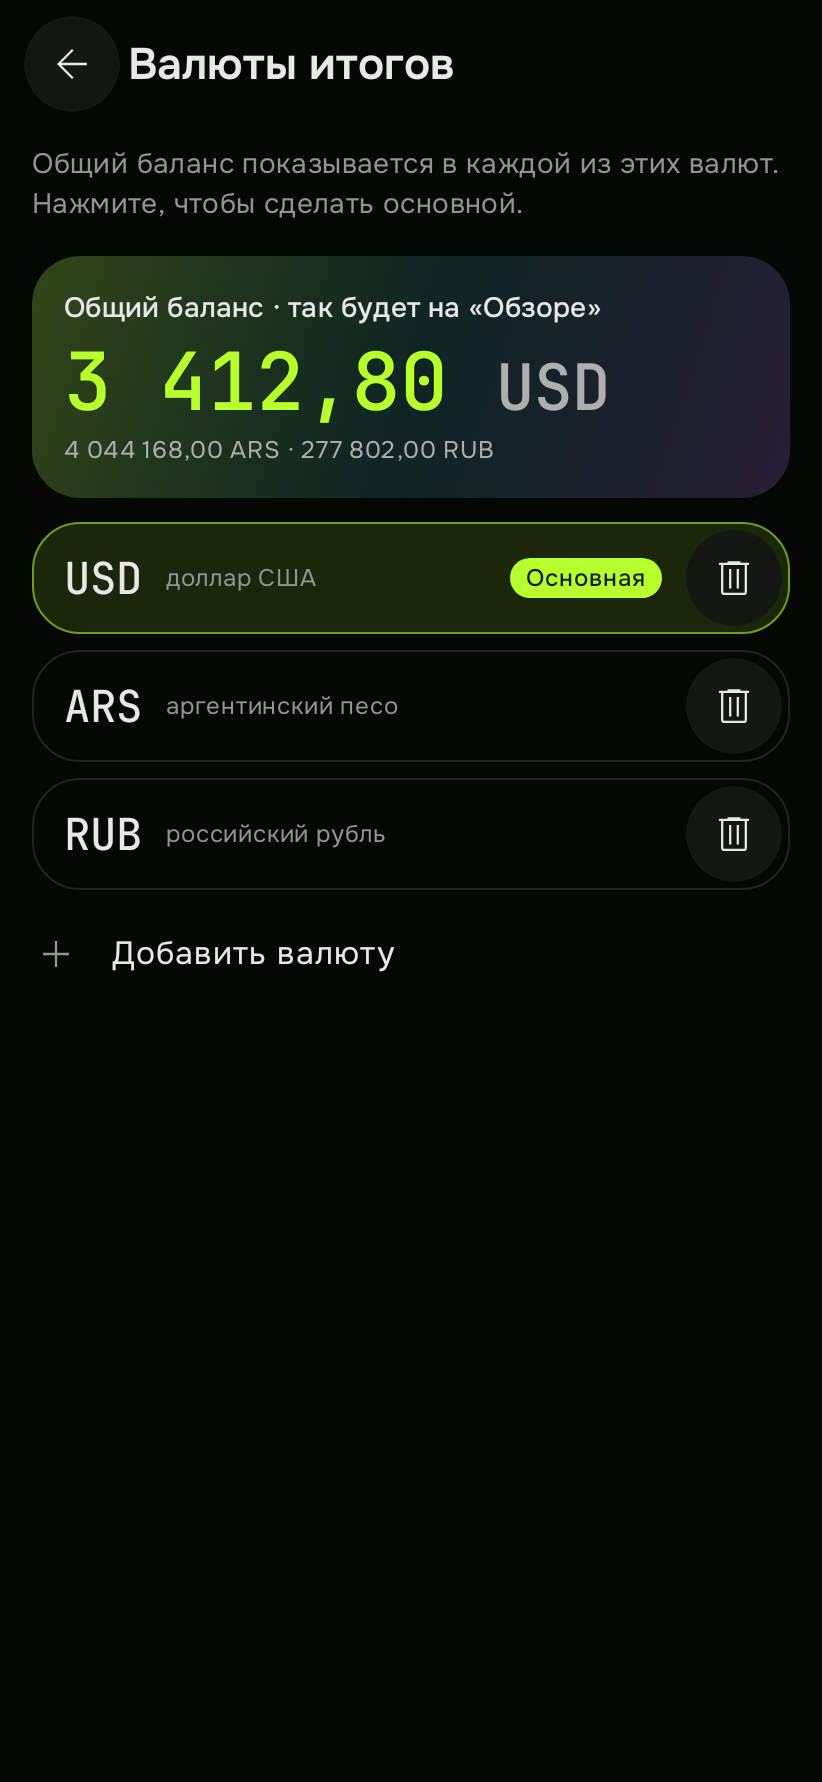 Валюты итогов
Общий баланс показывается в каждой из этих валют.
Нажмите, чтобы сделать основной.
Общий баланс · так будет на «Обзоре»
3 412,80 USD
4 044 168,00 ARS · 277 802,00 RUB
USD доллар США Основная
ARS аргентинский песо
RUB российский рубль
Добавить валюту